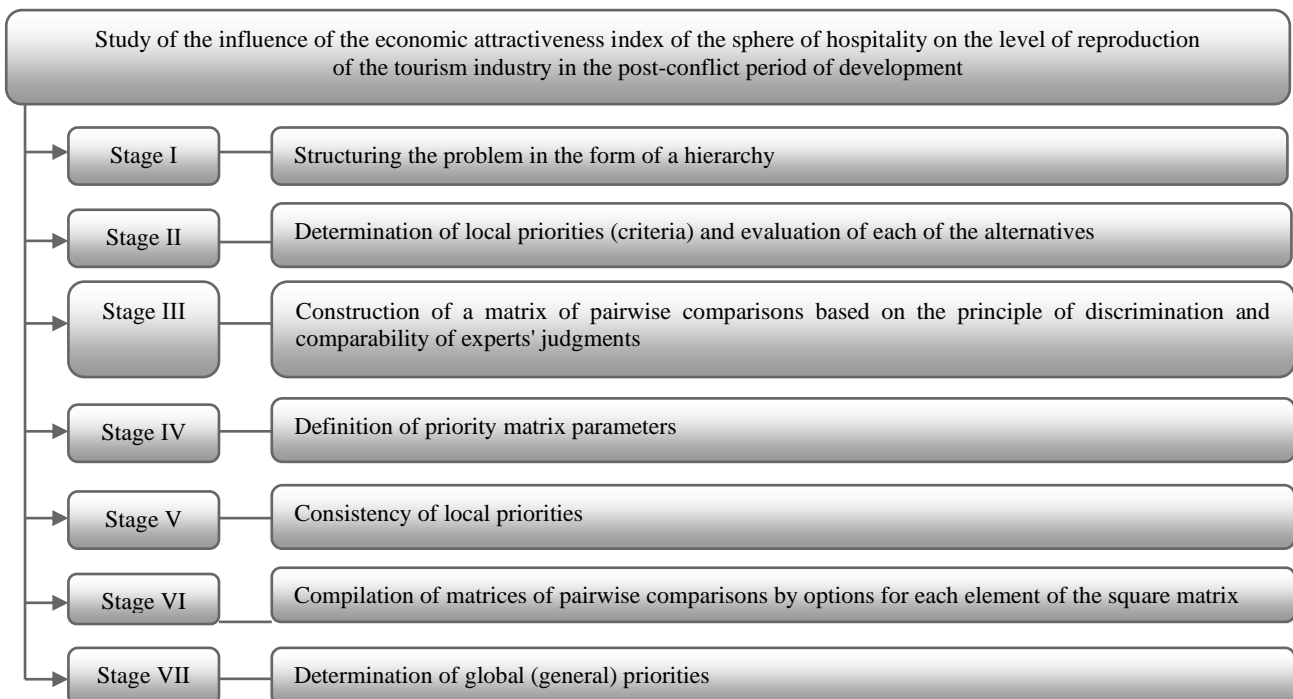 Study of the influence of the economic attractiveness index of the sphere of hospitality on the level of reproduction
of the tourism industry in the post-conflict period of development
Stage I
Structuring the problem in the form of a hierarchy
Stage II
Determination of local priorities (criteria) and evaluation of each of the alternatives
Stage III
Construction of a matrix of pairwise comparisons based on the principle of discrimination and
comparability of experts' judgments
Stage IV
Definition of priority matrix parameters
Stage V
Consistency of local priorities
Stage VI
Compilation of matrices of pairwise comparisons by options for each element of the square matrix
Stage VII
Determination of global (general) priorities